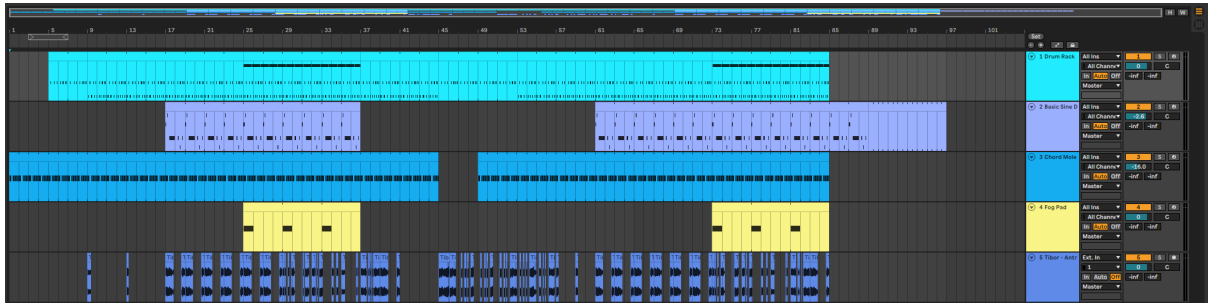 H W
1 5 9 13 17 21 25 29 33 37 41 45 49 53 57 61 65 69 73 77 81 85 89 93 97 101
Set
1 Drum Rack All Ins 1 S
All Channe 0 C
In Auto Off -inf -inf
Master
2 Basic Sine D All Ins 2 S
All Channe -2.6 C
In Auto Off -inf -inf
Master
3 Chord Mole All Ins 3 S
All Channe -16.0 C
In Auto Off -inf -inf
Master
4 Fog Pad All Ins 4 S
All Channe 0 C
In Auto Off -inf -inf
Master
5 Tibor - Antr Ext. In 5 S
1 0 C
In Auto Off -inf -inf
Master